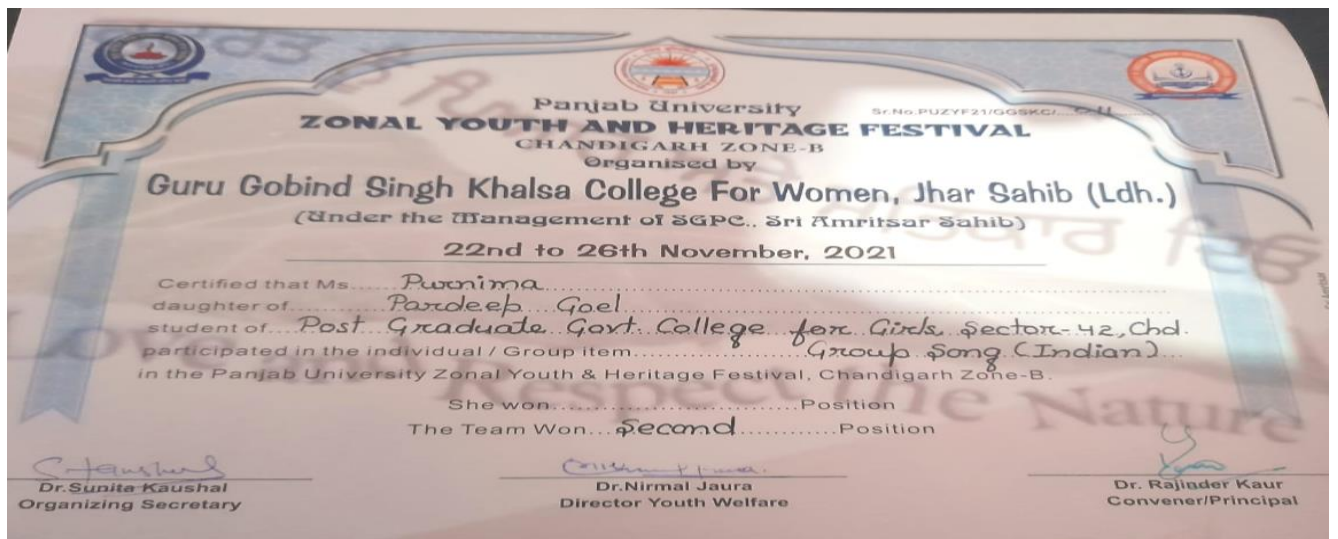 Panjab University
Sr.No.PUZYF21/GGSKC/.....04....
ZONAL YOUTH AND HERITAGE FESTIVAL
CHANDIGARH ZONE-B
Organised by
Guru Gobind Singh Khalsa College For Women, Jhar Sahib (Ldh.)
(Under the Management of SGPC., Sri Amritsar Sahib)
22nd to 26th November, 2021
Certified that Ms......Purnima
daughter of......Pardeep Goel
student of...Post Graduate Govt. College for Girls, Sector-42, Chd.
participated in the individual / Group item......Group Song (Indian)...
in the Panjab University Zonal Youth & Heritage Festival, Chandigarh Zone-B.
She won......Position
The Team Won...Second......Position
Love
Respect the Nature
Dr.Sunita Kaushal
Organizing Secretary
Dr.Nirmal Jaura
Director Youth Welfare
Dr. Rajinder Kaur
Convener/Principal